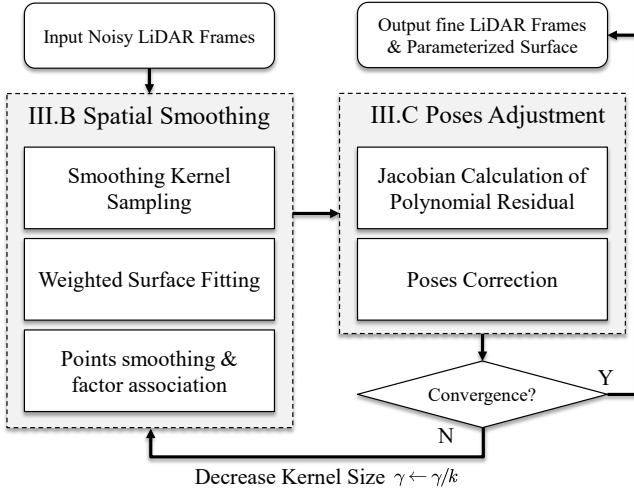 Input Noisy LiDAR Frames
III.B Spatial Smoothing
Smoothing Kernel
Sampling
Weighted Surface Fitting
Points smoothing &
factor association
Output fine LiDAR Frames
& Parameterized Surface
III.C Poses Adjustment
Jacobian Calculation of
Polynomial Residual
Poses Correction
Convergence?
Y
N
Decrease Kernel Size γ ← γ/k